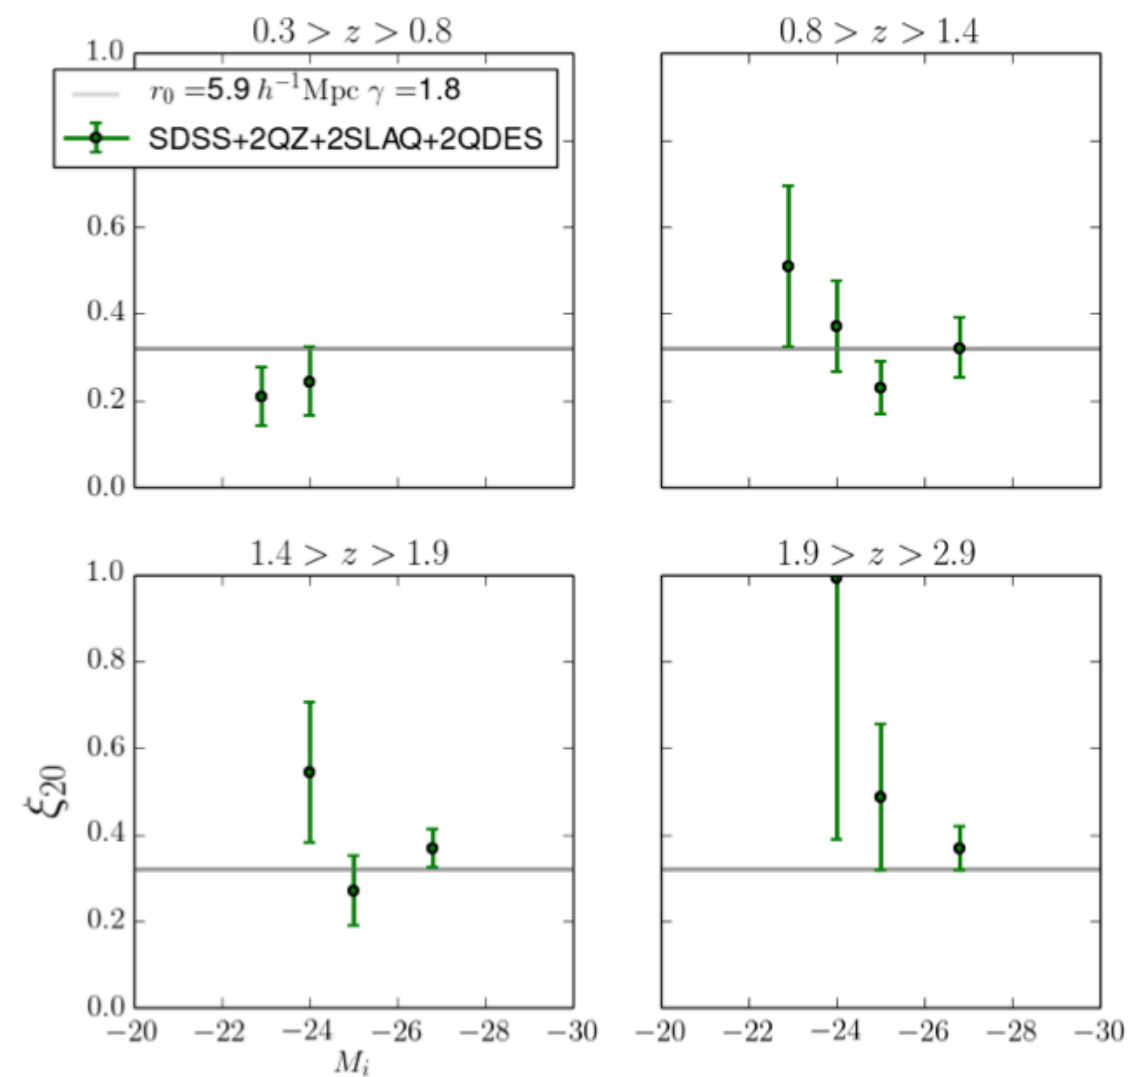 0.3 > z > 0.8
0.8 > z > 1.4
1.0
r₀ =5.9 h⁻¹Mpc γ =1.8
SDSS+2QZ+2SLAQ+2QDES
0.6
0.4
0.2
0.0
1.4 > z > 1.9
1.9 > z > 2.9
1.0
0.8
0.6
0.4
0.2
0.0
ξ20
−20 −22 −24 −26 −28 −30
−20 −22 −24 −26 −28 −30
Mᵢ